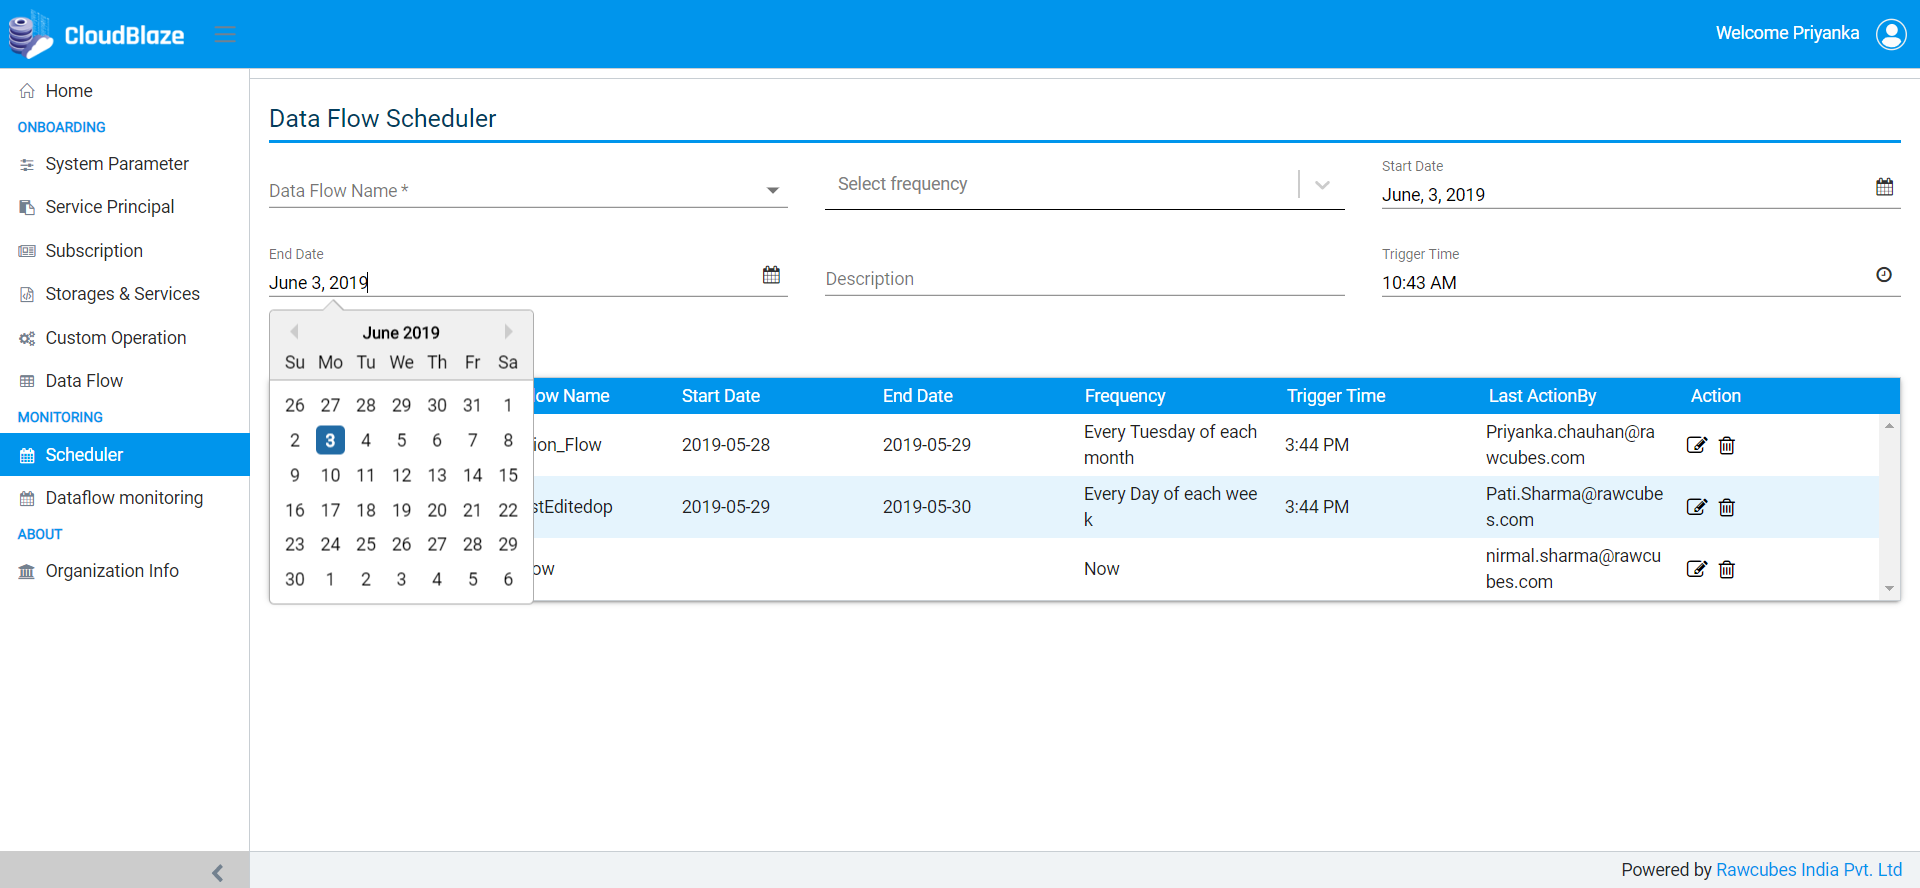 CloudBlaze
Welcome Priyanka
Home
ONBOARDING
System Parameter
Service Principal
Subscription
Storages & Services
Custom Operation
Data Flow
MONITORING
Scheduler
Dataflow monitoring
ABOUT
Organization Info
Data Flow Scheduler
Data Flow Name *
Select frequency
Start Date
June, 3, 2019
End Date
June 3, 2019
Description
Trigger Time
10:43 AM
June 2019
Su Mo Tu We Th Fr Sa
26 27 28 29 30 31 1
2 3 4 5 6 7 8
9 10 11 12 13 14 15
16 17 18 19 20 21 22
23 24 25 26 27 28 29
30 1 2 3 4 5 6
low Name Start Date End Date Frequency Trigger Time Last ActionBy Action
ion_Flow 2019-05-28 2019-05-29 Every Tuesday of each
month 3:44 PM Priyanka.chauhan@ra
wcubes.com
stEditedop 2019-05-29 2019-05-30 Every Day of each wee
k 3:44 PM Pati.Sharma@rawcube
s.com
ow Now nirmal.sharma@rawcu
bes.com
Powered by Rawcubes India Pvt. Ltd